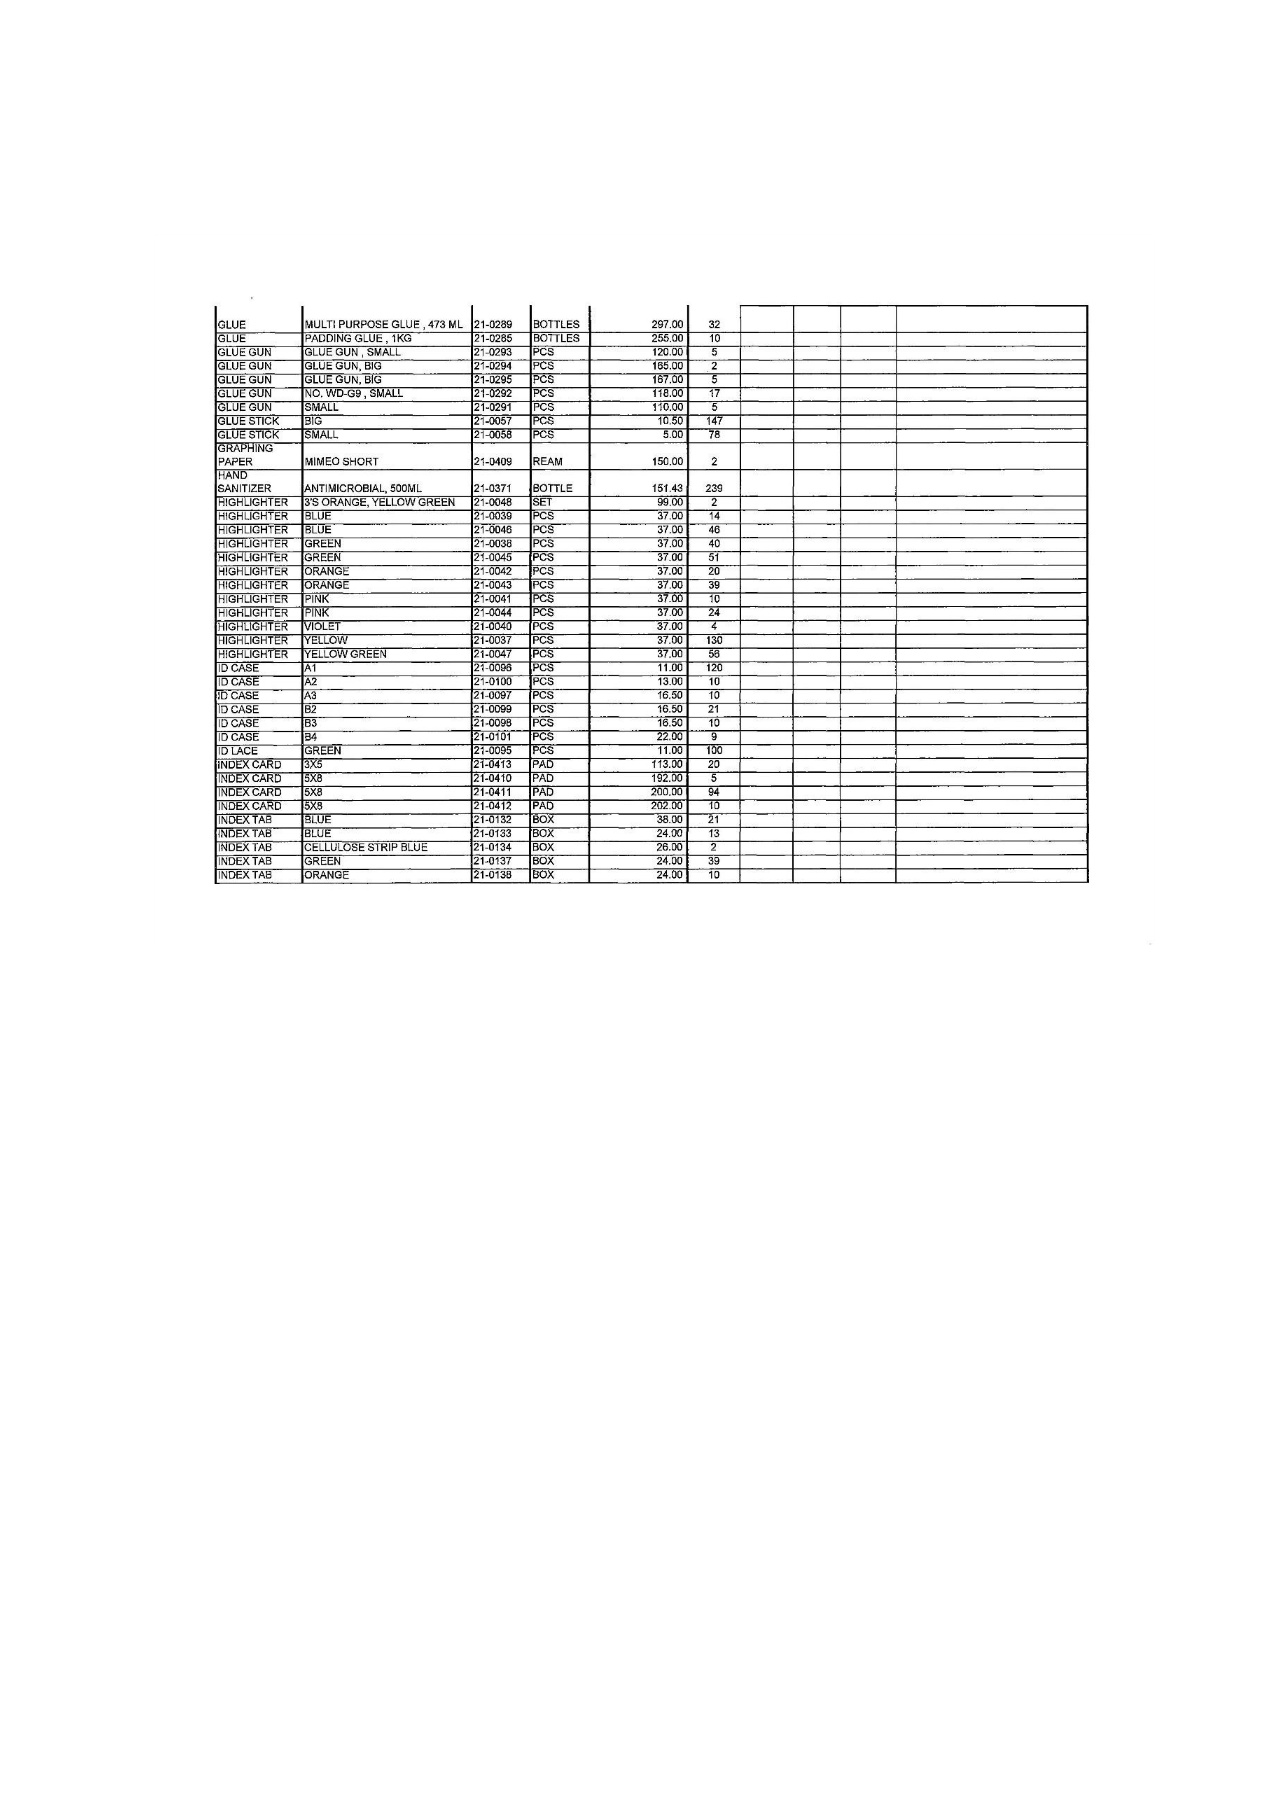 GLUE MULTI PURPOSE GLUE , 473 ML 21-0289 BOTTLES 297.00 32
GLUE PADDING GLUE , 1KG 21-0285 BOTTLES 255.00 10
GLUE GUN GLUE GUN , SMALL 21-0293 PCS 120.00 5
GLUE GUN GLUE GUN, BIG 21-0294 PCS 165.00 2
GLUE GUN GLUE GUN, BIG 21-0295 PCS 167.00 5
GLUE GUN NO. WD-G9 , SMALL 21-0292 PCS 118.00 17
GLUE GUN SMALL 21-0291 PCS 110.00 5
GLUE STICK BIG 21-0057 PCS 10.50 147
GLUE STICK SMALL 21-0058 PCS 5.00 78
GRAPHING
PAPER MIMEO SHORT 21-0409 REAM 150.00 2
HAND
SANITIZER ANTIMICROBIAL, 500ML 21-0371 BOTTLE 151.43 239
HIGHLIGHTER 3'S ORANGE, YELLOW GREEN 21-0048 SET 99.00 2
HIGHLIGHTER BLUE 21-0039 PCS 37.00 14
HIGHLIGHTER BLUE 21-0046 PCS 37.00 46
HIGHLIGHTER GREEN 21-0038 PCS 37.00 40
HIGHLIGHTER GREEN 21-0045 PCS 37.00 51
HIGHLIGHTER ORANGE 21-0042 PCS 37.00 20
HIGHLIGHTER ORANGE 21-0043 PCS 37.00 39
HIGHLIGHTER PINK 21-0041 PCS 37.00 10
HIGHLIGHTER PINK 21-0044 PCS 37.00 24
HIGHLIGHTER VIOLET 21-0040 PCS 37.00 4
HIGHLIGHTER YELLOW 21-0037 PCS 37.00 130
HIGHLIGHTER YELLOW GREEN 21-0047 PCS 37.00 56
ID CASE A1 21-0096 PCS 11.00 120
ID CASE A2 21-0100 PCS 13.00 10
ID CASE A3 21-0097 PCS 16.50 10
ID CASE B2 21-0099 PCS 16.50 21
ID CASE B3 21-0098 PCS 16.50 10
ID CASE B4 21-0101 PCS 22.00 9
ID LACE GREEN 21-0095 PCS 11.00 100
INDEX CARD 3X5 21-0413 PAD 113.00 20
INDEX CARD 5X8 21-0410 PAD 192.00 5
INDEX CARD 5X8 21-0411 PAD 200.00 94
INDEX CARD 5X8 21-0412 PAD 202.00 10
INDEX TAB BLUE 21-0132 BOX 38.00 21
INDEX TAB BLUE 21-0133 BOX 24.00 13
INDEX TAB CELLULOSE STRIP BLUE 21-0134 BOX 26.00 2
INDEX TAB GREEN 21-0137 BOX 24.00 39
INDEX TAB ORANGE 21-0138 BOX 24.00 10